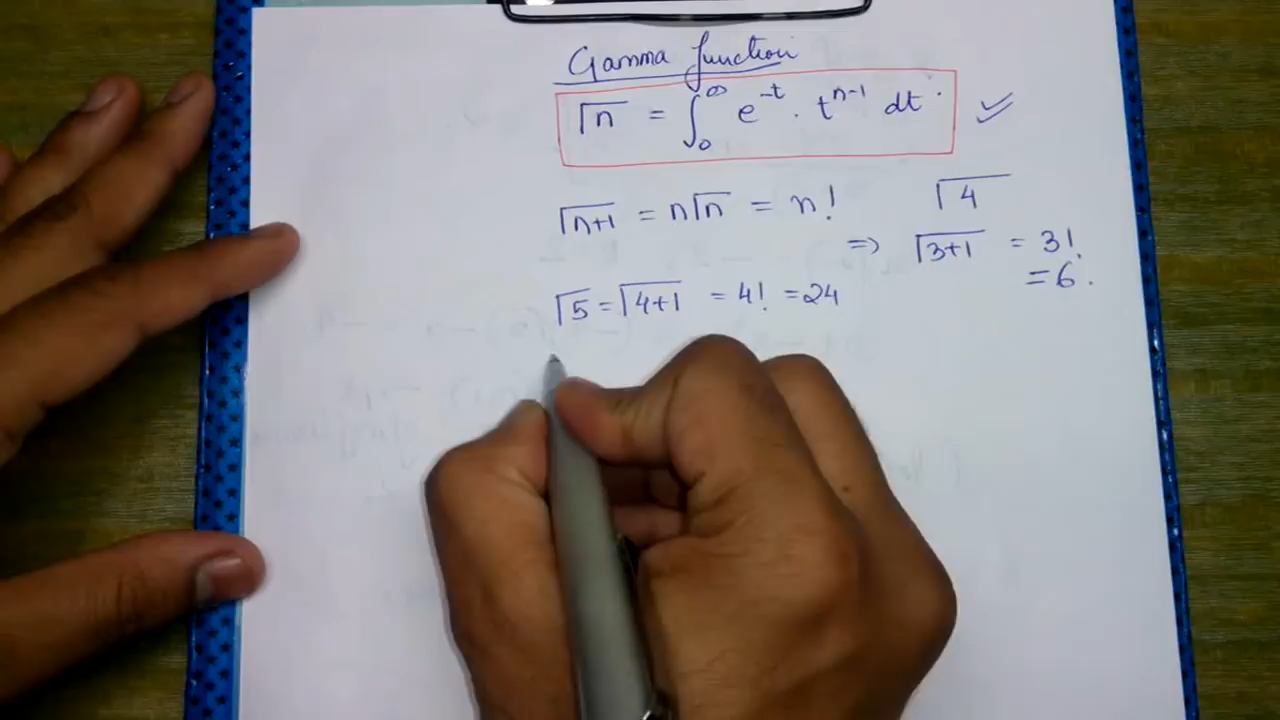 Gamma function
Γn = ∫₀^∞ e^-t . t^n-1 dt .
Γn+1 = nΓn = n!
Γ4
=> Γ3+1 = 3!
= 6 .
Γ5 = Γ4+1 = 4! = 24